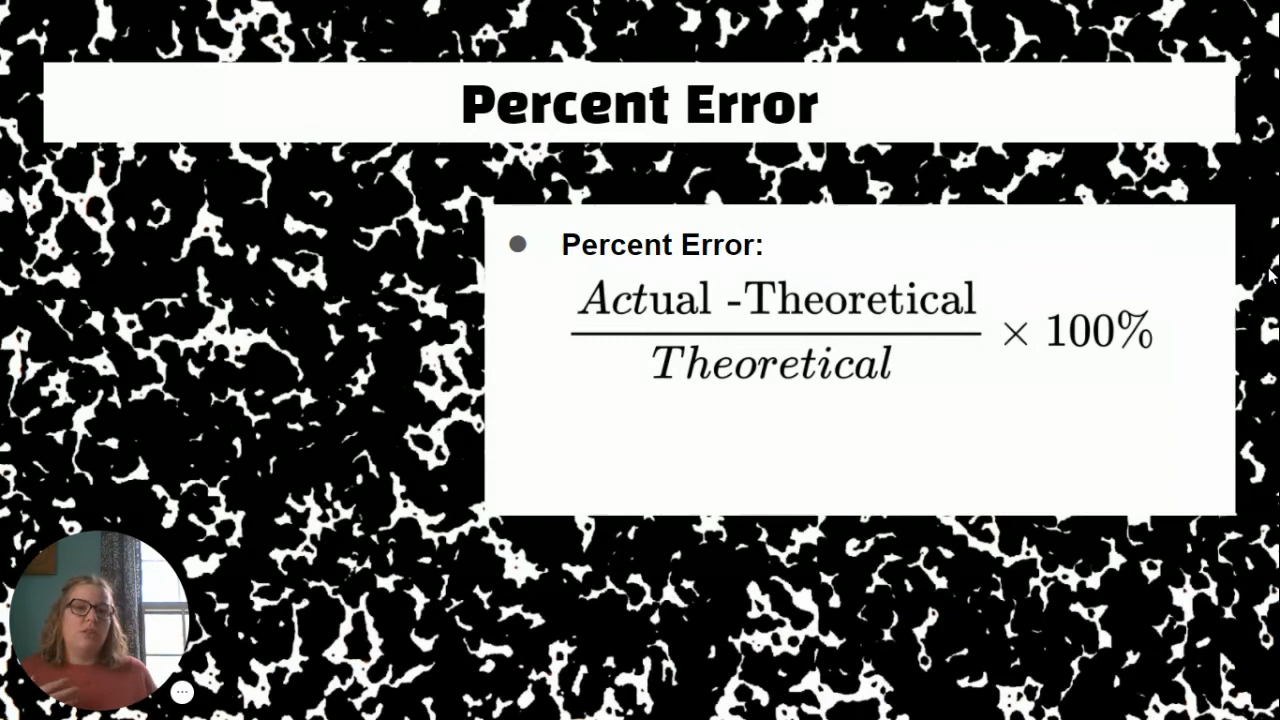 Percent Error
● Percent Error:
Actual -Theoretical
Theoretical
× 100%